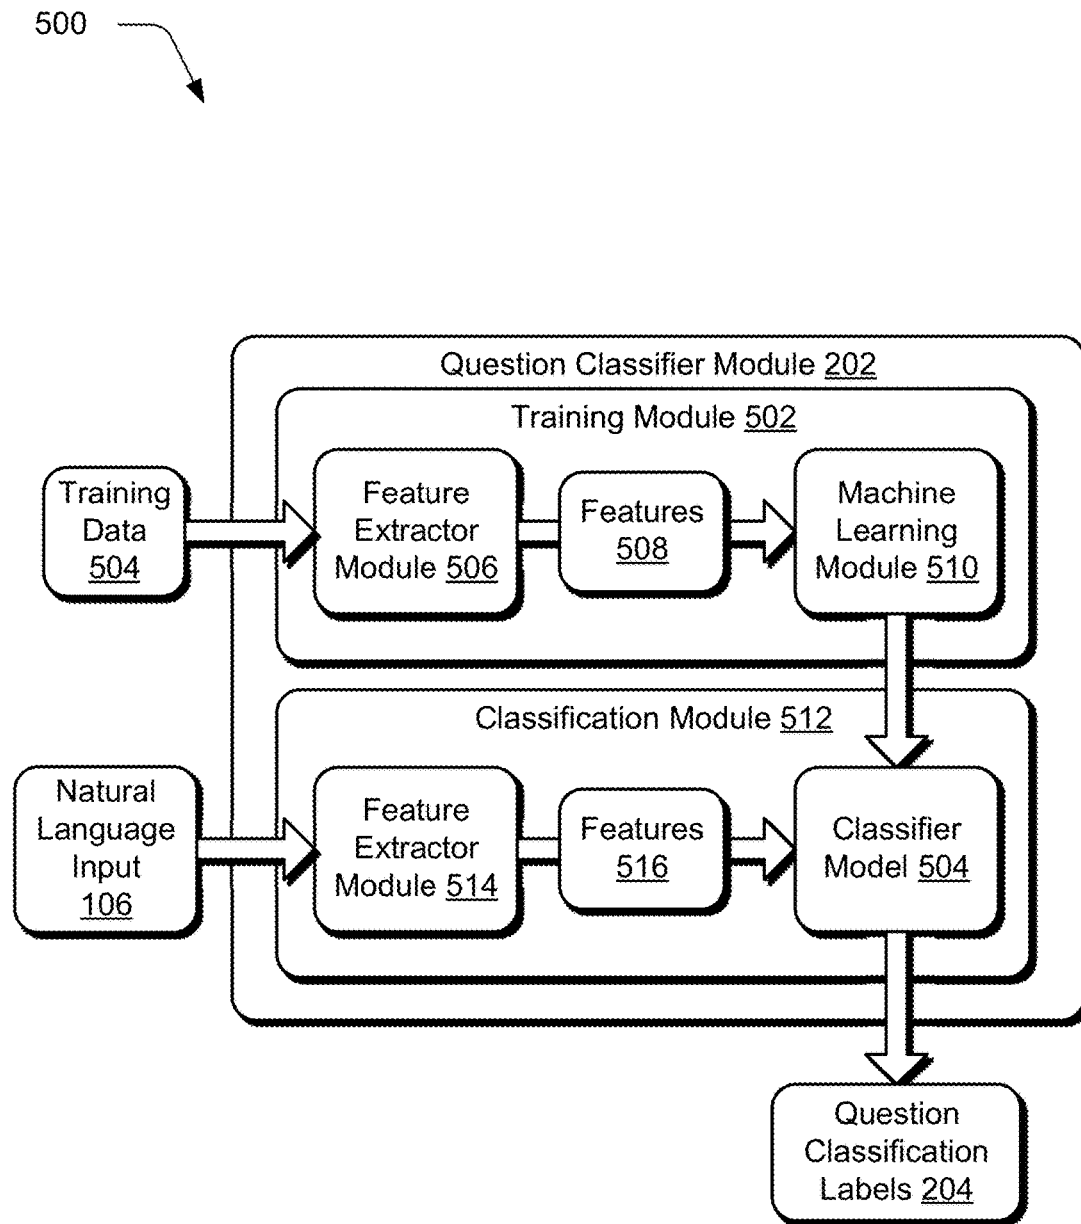 500
Question Classifier Module 202
Training Module 502
Training
Data
504
Feature
Extractor
Module 506
Features
508
Machine
Learning
Module 510
Classification Module 512
Natural
Language
Input
106
Feature
Extractor
Module 514
Features
516
Classifier
Model 504
Question
Classification
Labels 204